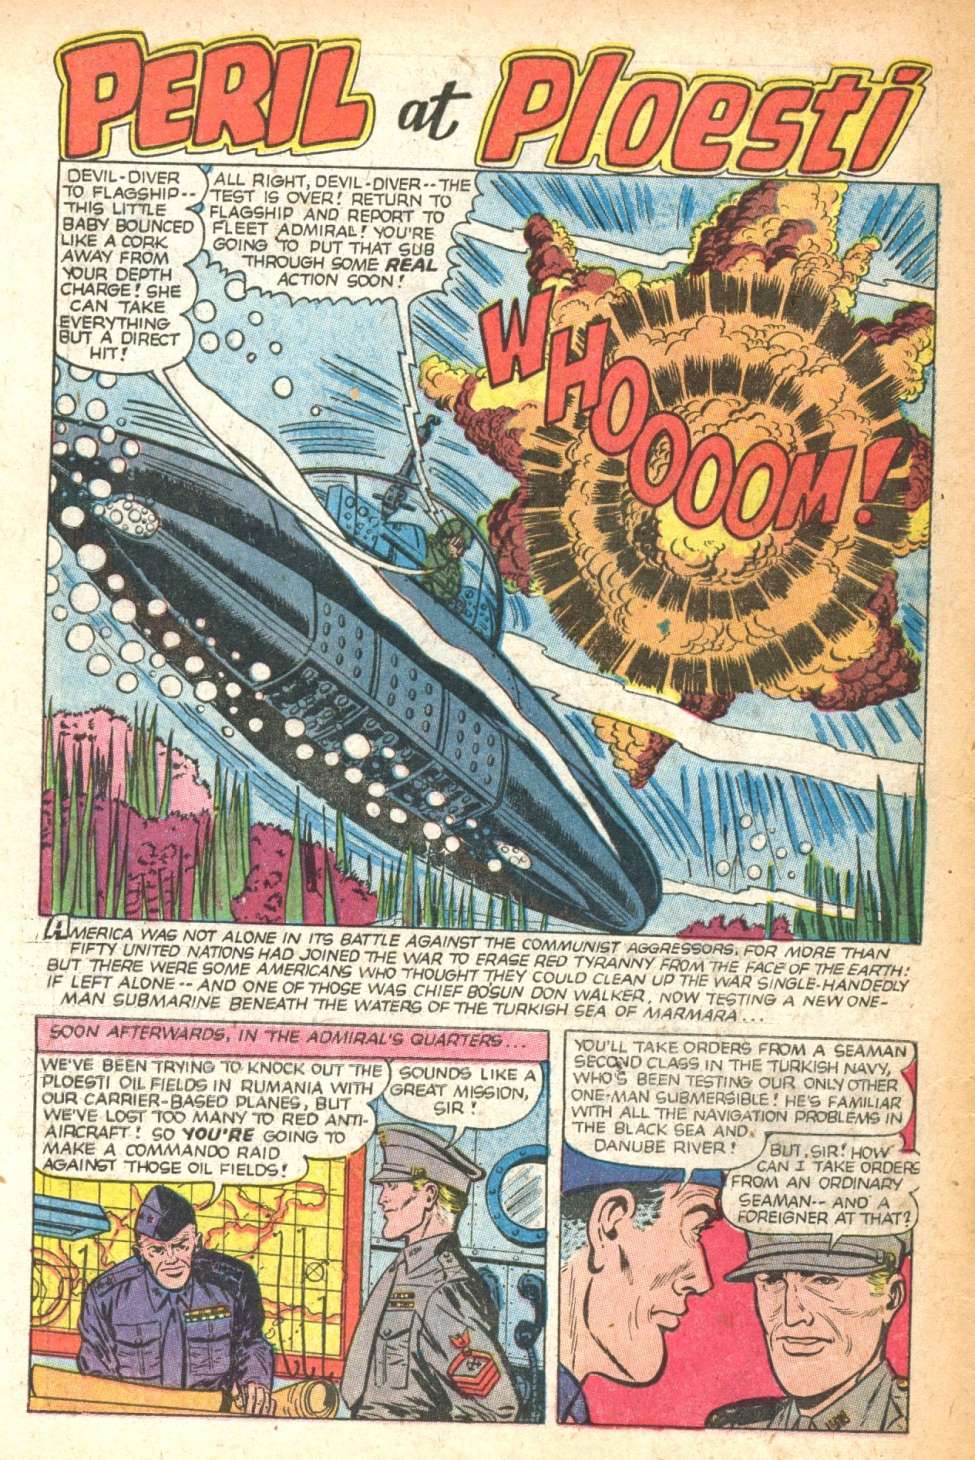 PERIL at Ploesti
DEVIL-DIVER
TO FLAGSHIP--
THIS LITTLE
BABY BOUNCED
LIKE A CORK
AWAY FROM
YOUR DEPTH
CHARGE! SHE
CAN TAKE
EVERYTHING
BUT A DIRECT
HIT!
ALL RIGHT, DEVIL-DIVER--THE
TEST IS OVER! RETURN TO
FLAGSHIP AND REPORT TO
FLEET ADMIRAL! YOU'RE
GOING TO PUT THAT SUB
THROUGH SOME REAL
ACTION SOON!
WHOOOOM!
AMERICA WAS NOT ALONE IN ITS BATTLE AGAINST THE COMMUNIST AGGRESSORS. FOR MORE THAN
FIFTY UNITED NATIONS HAD JOINED THE WAR TO ERASE RED TYRANNY FROM THE FACE OF THE EARTH!
BUT THERE WERE SOME AMERICANS WHO THOUGHT THEY COULD CLEAN UP THE WAR SINGLE-HANDEDLY
IF LEFT ALONE-- AND ONE OF THOSE WAS CHIEF BO'SUN DON WALKER, NOW TESTING A NEW ONE-
MAN SUBMARINE BENEATH THE WATERS OF THE TURKISH SEA OF MARMARA...
SOON AFTERWARDS, IN THE ADMIRAL'S QUARTERS...
WE'VE BEEN TRYING TO KNOCK OUT THE
PLOESTI OIL FIELDS IN RUMANIA WITH
OUR CARRIER-BASED PLANES, BUT
WE'VE LOST TOO MANY TO RED ANTI-
AIRCRAFT! SO YOU'RE GOING TO
MAKE A COMMANDO RAID
AGAINST THOSE OIL FIELDS!
SOUNDS LIKE A
GREAT MISSION,
SIR!
YOU'LL TAKE ORDERS FROM A SEAMAN
SECOND CLASS IN THE TURKISH NAVY,
WHO'S BEEN TESTING OUR ONLY OTHER
ONE-MAN SUBMERSIBLE! HE'S FAMILIAR
WITH ALL THE NAVIGATION PROBLEMS IN
THE BLACK SEA AND
DANUBE RIVER!
BUT, SIR! HOW
CAN I TAKE ORDERS
FROM AN ORDINARY
SEAMAN-- AND A
FOREIGNER AT THAT?